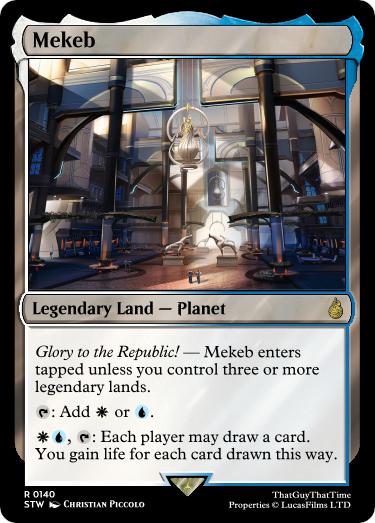 Mekeb
Legendary Land — Planet
Glory to the Republic! — Mekeb enters
tapped unless you control three or more
legendary lands.
: Add or .
, : Each player may draw a card.
You gain life for each card drawn this way.
R 0140
STW Christian Piccolo
ThatGuyThatTime
Properties © LucasFilms LTD